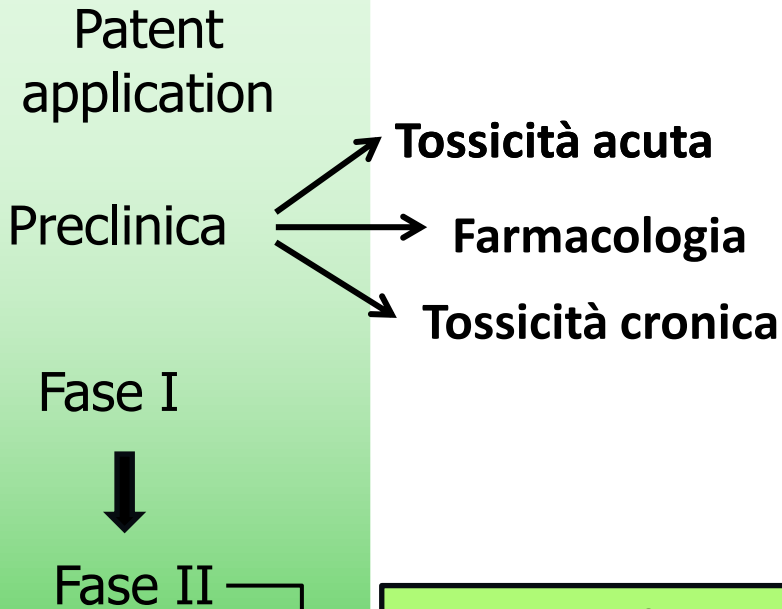 Patent
application
Tossicità acuta
Preclinica
Farmacologia
Tossicità cronica
Fase I
Fase II